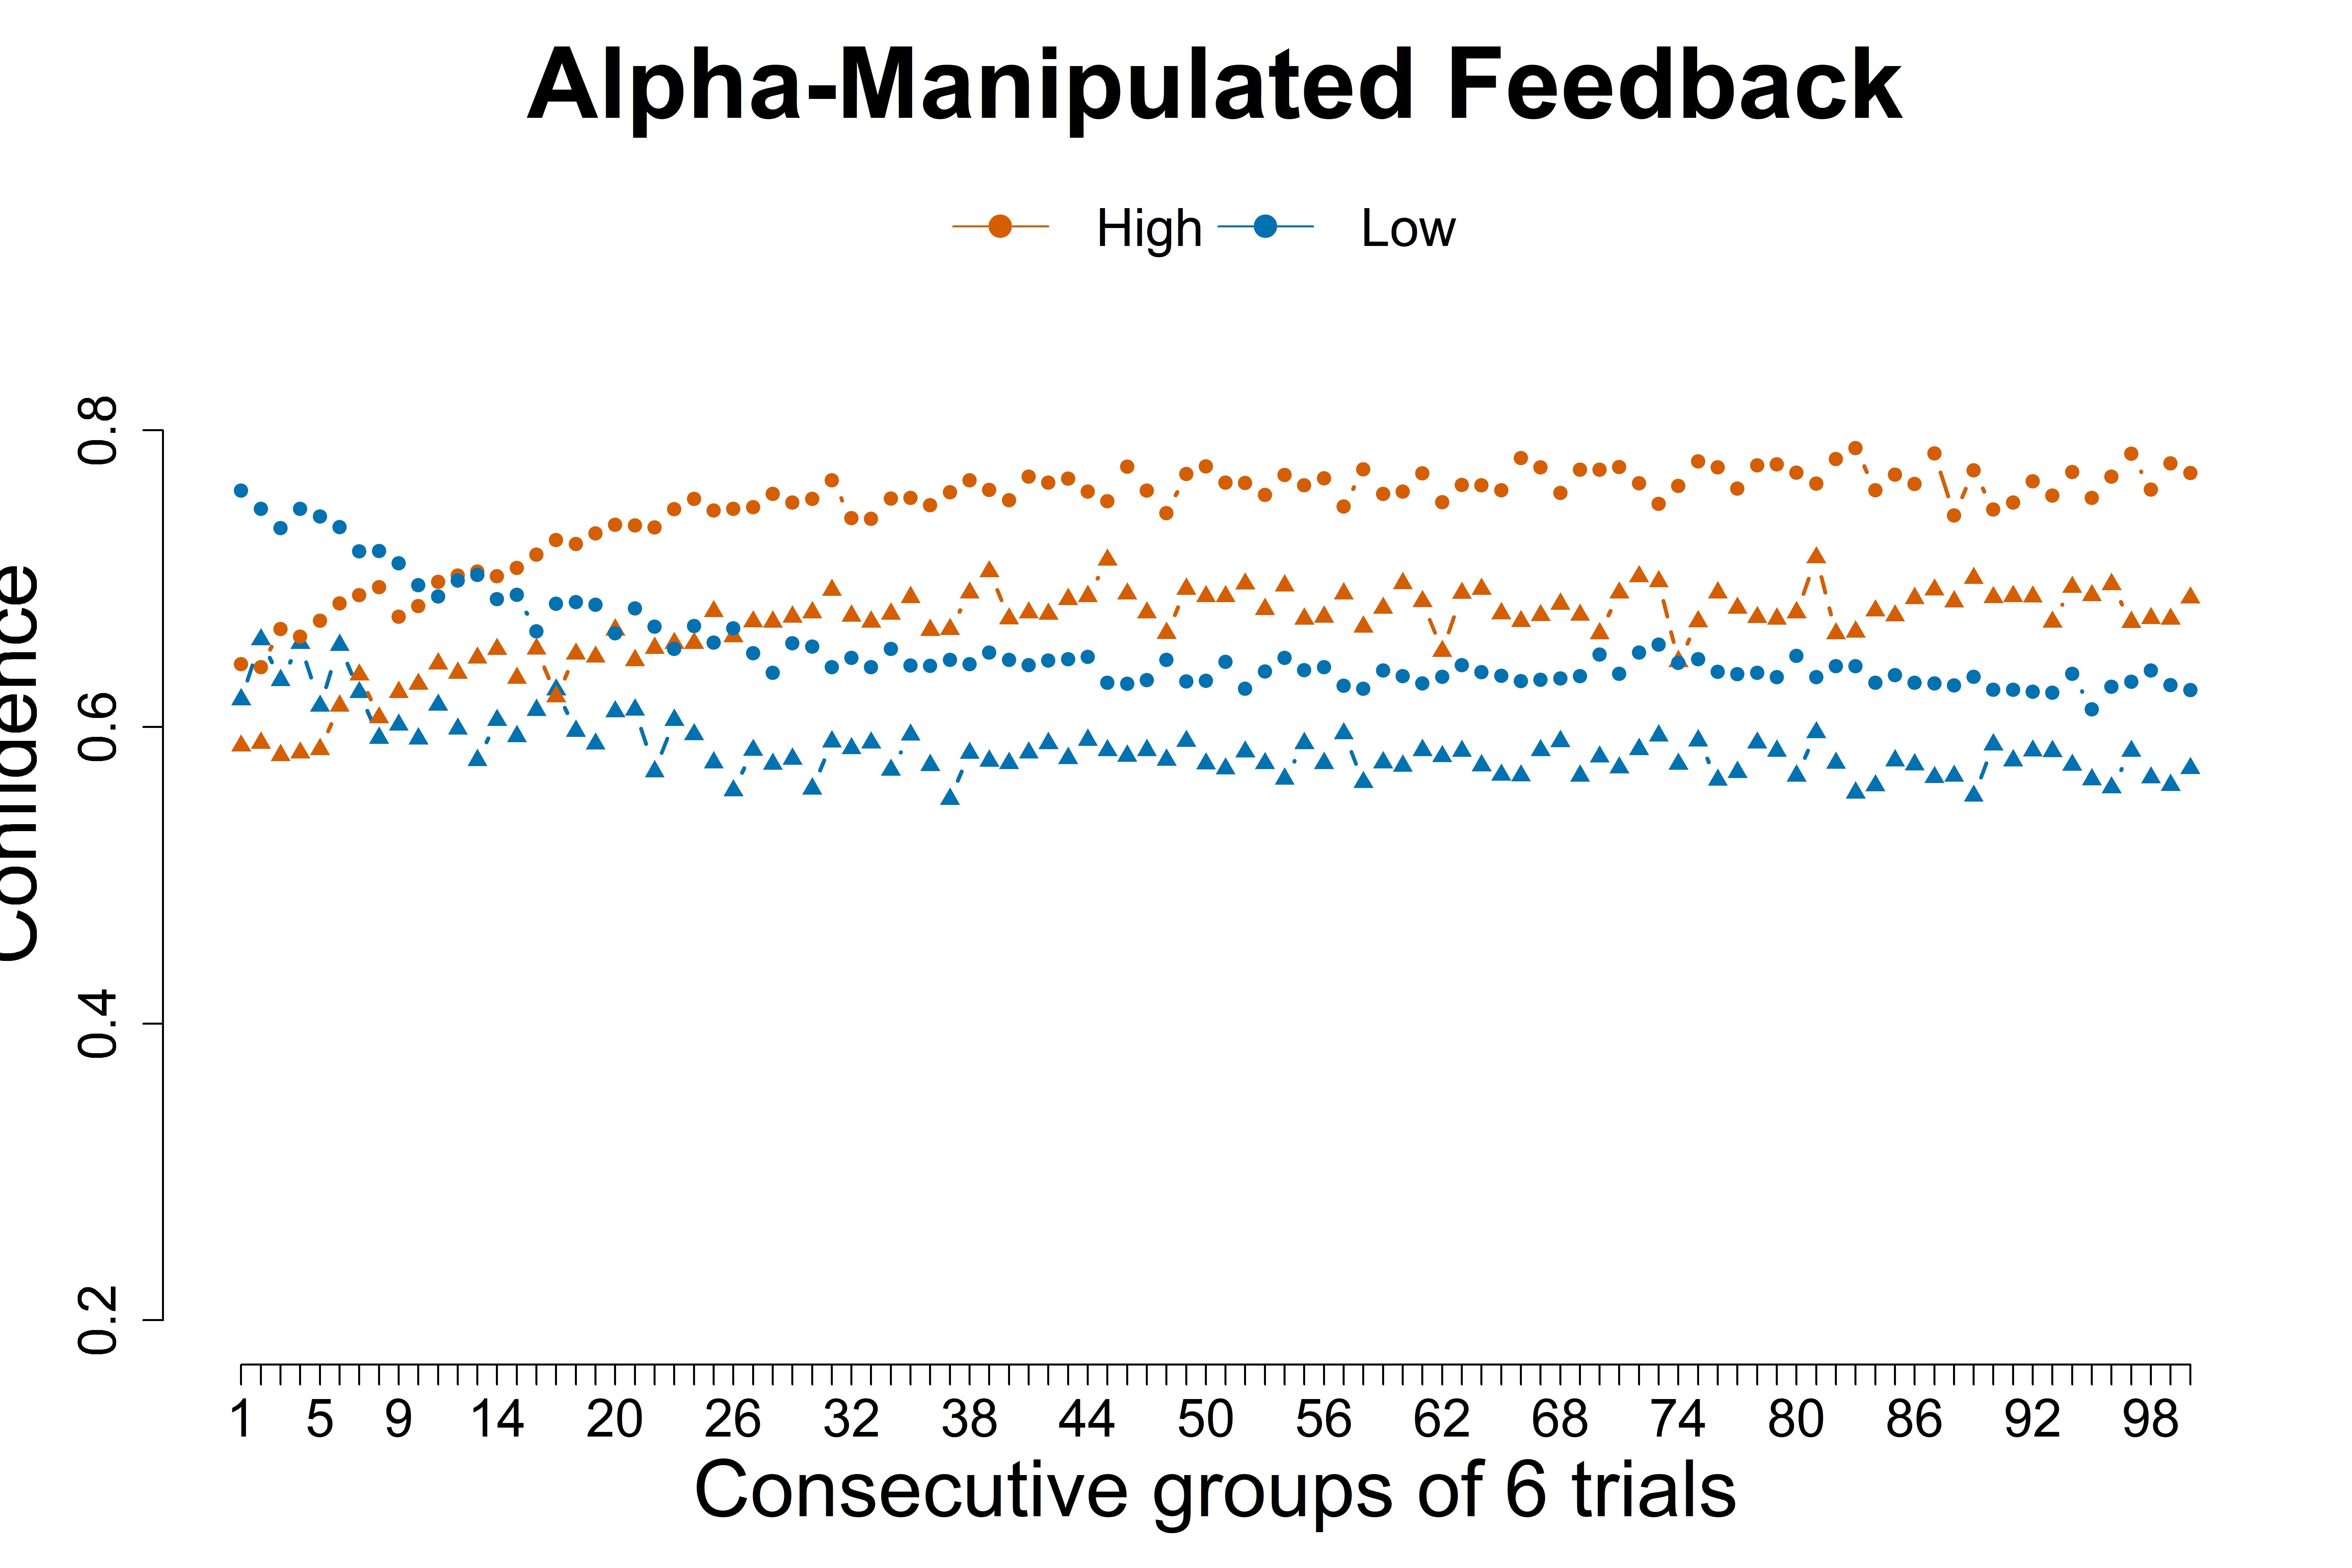 Alpha-Manipulated Feedback
High Low
Confidence
0.8
0.6
0.4
0.2
1 5 9 14 20 26 32 38 44 50 56 62 68 74 80 86 92 98
Consecutive groups of 6 trials